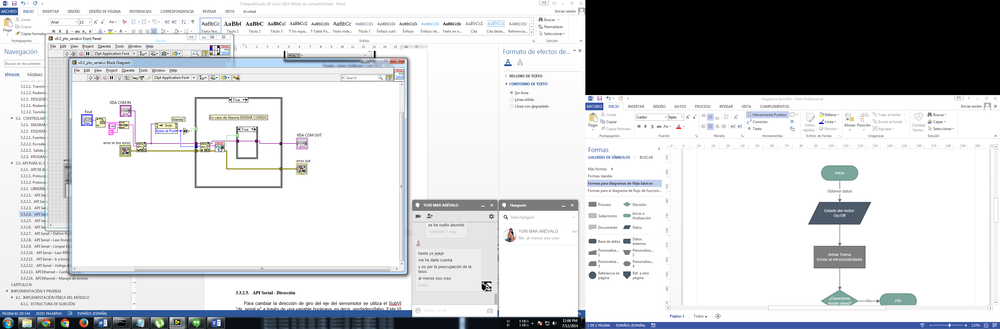 TrabajodeGrado_26-Junio-2014 [Modo de compatibilidad] - Word
ARCHIVO INICIO INSERTAR DISEÑO DISEÑO DE PÁGINA REFERENCIAS CORRESPONDENCIA REVISAR VISTA Acrobat
Iniciar sesión
Pegar
Cortar
Copiar
Copiar formato
Portapapeles
Arial 12
AaBbCc AaBb( AaBbC AaBbCcI AaBbCcI AaBbCcDc AaBbCc AaBbCcDc AaBbCcDc AaBbCcDc AaBbCcDc AaBbCcDc AaBbCcI AaBbCcI AABBCCDC
Texto Nor... Titulo 1 Titulo 2 Titulo 3 ¶ Sin espa... ¶ Table Pa... Texto inde... Título 7 Énfasis sutil Énfasis Énfasis int... Texto en n... Cita Cita desta... Referencia...
Estilos
Buscar
Reemplazar
Seleccionar
Edición
Navegación
Buscar en documento
TÍTULOS PÁGINAS
3.1.2.1. Transm
3.1.2.2. Rodami
3.1.3. DESLIZA
3.1.3.1. Rodami
3.1.3.2. Tornillo
3.2. CONTROLAD
3.2.1. DIAGRAM
3.2.2. ESQUEM
3.2.2.1. Fuentes
3.2.2.2. Encode
3.2.2.3. Salida a
3.2.3. PROGRA
3.3. API PARA EL C
3.3.1. API DE BA
3.3.1.1. Protoco
3.3.1.2. Protoco
3.3.2. LIBRERÍA
3.3.2.1. API Ser
3.3.2.2. API Ser
3.3.2.3. API Se
3.3.2.4. API Se
3.3.2.5. API Se
3.3.2.6. API Se
3.3.2.7. API Serial – Definir Pu
3.3.2.8. API Serial – Leer Enco
3.3.2.9. API Serial – Limpiar En
3.3.2.10. API Serial – Leer RPM
3.3.2.11. API Serial – Ir a Inicio
3.3.2.12. API Serial – Voltaje d
3.3.2.13. API Ethernet – Config
3.3.2.14. API Ethernet – Manejo de errores
CAPITULO IV
IMPLEMENTACIÓN Y PRUEBAS
4.1. IMPLEMENTACIÓN FÍSICA DEL MÓDULO
4.1.1. ESTRUCTURA DE SUJECIÓN
v0.2_pto_serial.vi Front Panel
File Edit View Project Operate Tools Window Help
15pt Application Font
SERIAL
PTO
v0.2_pto_serial.vi Block Diagram
File Edit View Project Operate Tools Window Help
15pt Application Font
Search
SERIAL
PTO
VISA COM IN
Fout
-H
error in (no error)
Alarma?
Instr
Bytes at Port
True
En caso de Alarma ENVIAR CODIGO
True
VISA COM OUT
error out
3.3.2.5. API Serial - Dirección
Para cambiar la dirección de giro del eje del servomotor se utiliza el SubVI
“dir_serial.vi” a través de una variable booleana, es decir, verdadero/falso. Este VI
Formato de efectos de...
RELLENO DE TEXTO
CONTORNO DE TEXTO
Sin línea
Línea sólida
Línea con degradado
YURI MAR ARÉVALO
se ha vuelto aburrido
YURI MAR • 7 mins
hasta yo jejeje
me he dado cuenta
y es por la preocupación de la
tesis
al menos eso creo
6 mins
History is off
Hangouts
New Hangout
YURI MAR ARÉVALO 6m
Me: al menos eso creo
PÁGINA 81 DE 144 25231 PALABRAS ESPAÑOL (ESPAÑA)
U: 6 kB/s
D: 1 kB/s
11:06 PM
7/12/2014
Diagrama ServoOn - Visio Professional
ARCHIVO INICIO INSERTAR DISEÑO DATOS PROCESO REVISAR VISTA COMPLEMENTOS
Iniciar sesión
Pegar
Cortar
Copiar
Copiar formato
Portapapeles
Calibri 8pto
Fuente
Párrafo
Herramienta Puntero
Conector
Texto
Herramientas
Estilos rápidos
Relleno
Línea
Efectos
Estilos de forma
Alinear Posición
Traer al frente
Enviar al fondo
Agrupar
Organizar
Cambiar forma
Buscar
Capas
Seleccionar
Edición
Formas
GALERÍAS DE SÍMBOLOS BUSCAR
Más formas
Formas rápidas
Formas para diagramas de flujo básicos
Formas para el diagrama de flujo de funcion...
Proceso Decisión
Subproceso Inicio o finalización
Documento Datos
Base de datos Datos externos
Personaliza... 1 Personaliza... 2
Personaliza... 3 Personaliza... 4
Referencia en página Ref. a otra página
Inicio
Obtener datos
Estado del motor:
On/Off
Armar Trama
Enviar al microcontrolador
¿Caracteres
desde mbed?
No
FIN
Página-1 Todos
1 DE 1 PÁGINA ESPAÑOL (ESPAÑA)
127%